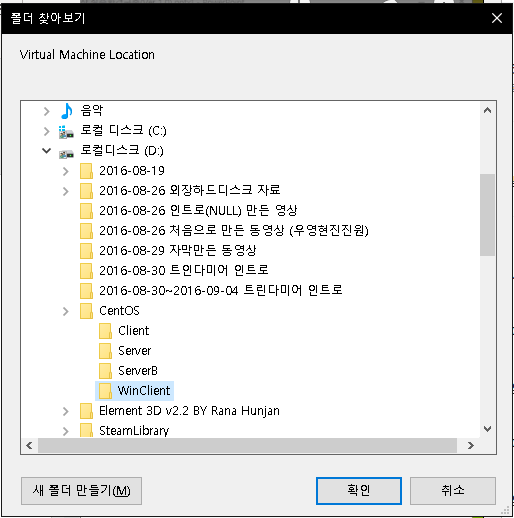 폴더 찾아보기
Virtual Machine Location
음악
로컬 디스크 (C:)
로컬디스크 (D:)
2016-08-19
2016-08-26 외장하드디스크 자료
2016-08-26 인트로(NULL) 만든 영상
2016-08-26 처음으로 만든 동영상 (우영현진진원)
2016-08-29 자막만든 동영상
2016-08-30 트인다미어 인트로
2016-08-30~2016-09-04 트린다미어 인트로
CentOS
Client
Server
ServerB
WinClient
Element 3D v2.2 BY Rana Hunjan
SteamLibrary
새 폴더 만들기(M)
확인
취소